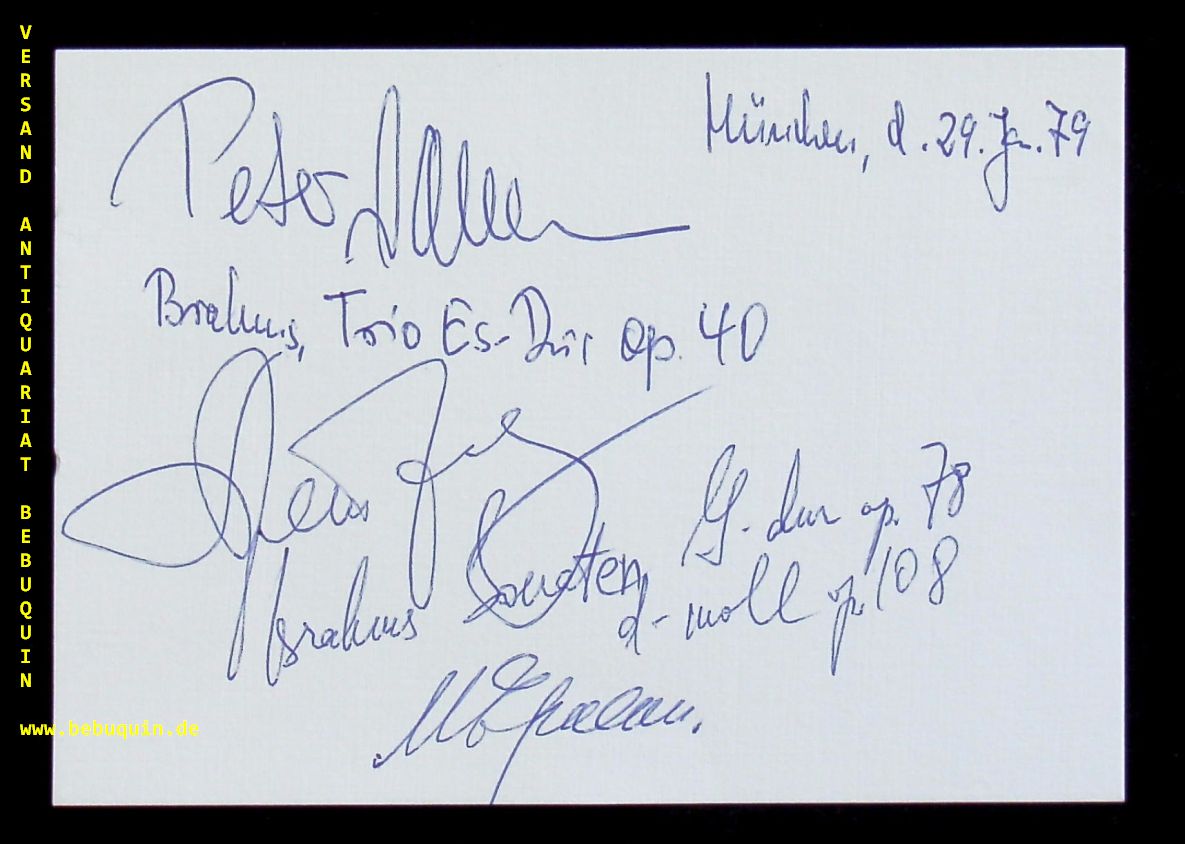 VERSAND ANTIQUARIAT BEBUQUIN
www.bebuquin.de
München, d. 29. Jan. 79
Peter
Brahms, Trio Es-Dur op. 40
Brahms Sonaten G-dur op. 78
d-moll op. 108